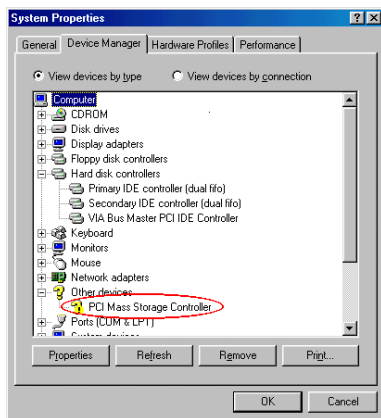 System Properties
General Device Manager Hardware Profiles Performance
View devices by type View devices by connection
Computer
CDROM
Disk drives
Display adapters
Floppy disk controllers
Hard disk controllers
Primary IDE controller (dual fifo)
Secondary IDE controller (dual fifo)
VIA Bus Master PCI IDE Controller
Keyboard
Monitors
Mouse
Network adapters
Other devices
PCI Mass Storage Controller
Ports (COM & LPT)
System devices
Properties Refresh Remove Print...
OK Cancel